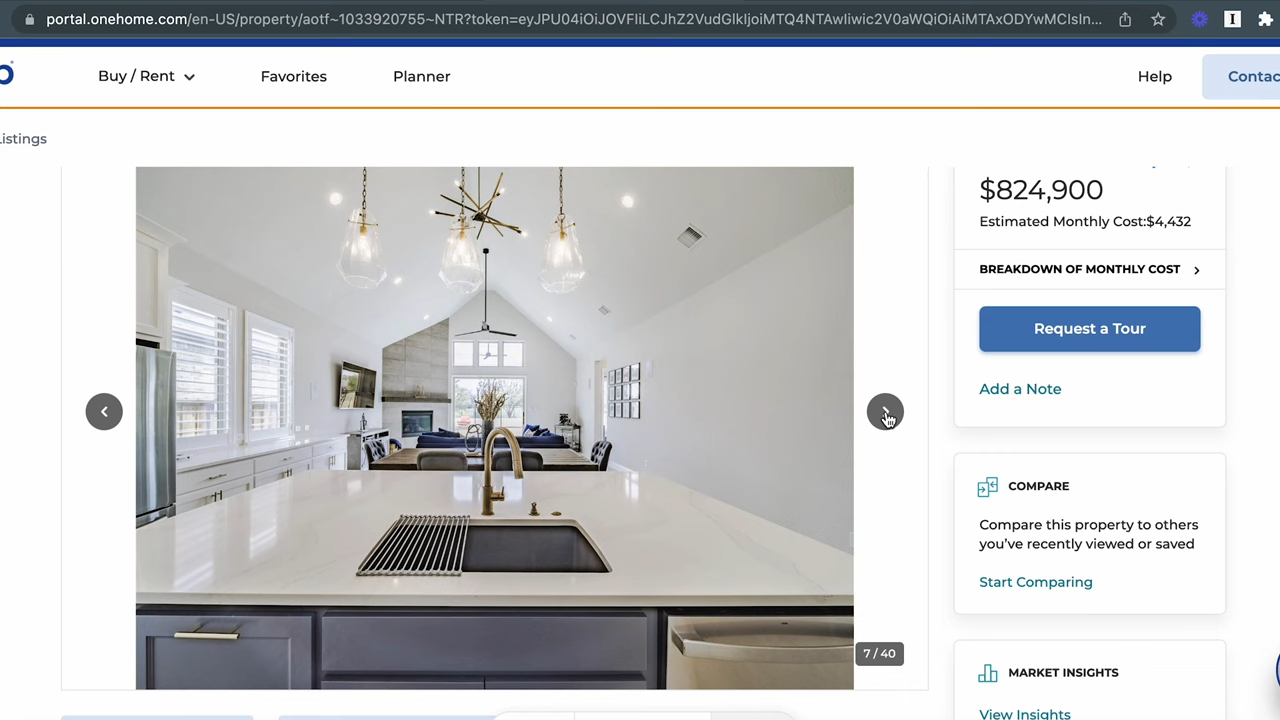 portal.onehome.com/en-US/property/aotf~1033920755~NTR?token=eyJPU04iOiJOVFIiLCJhZ2VudGlkIjoiMTQ4NTAwIiwic2V0aWQiOiAiMTAxODYwMCIsIn...
Buy / Rent
Favorites
Planner
Help
Contac
Listings
$824,900
Estimated Monthly Cost:$4,432
BREAKDOWN OF MONTHLY COST
Request a Tour
Add a Note
COMPARE
Compare this property to others
you've recently viewed or saved
Start Comparing
7 / 40
MARKET INSIGHTS
View Insights